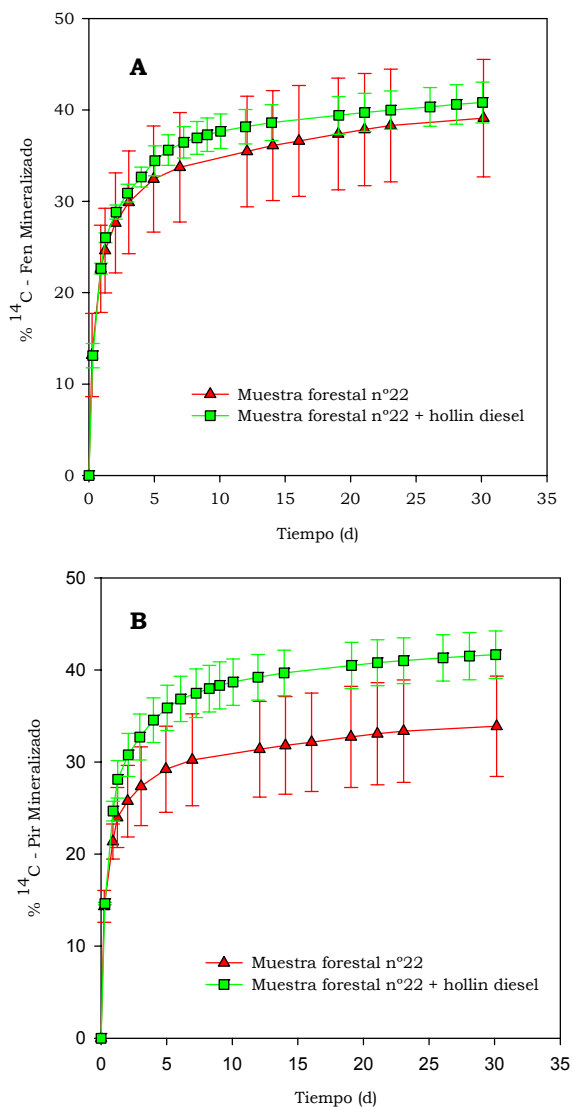 50
A
40
30
20
10
0
% ¹⁴C - Fen Mineralizado
Muestra forestal nº22
Muestra forestal nº22 + hollin diesel
0 5 10 15 20 25 30 35
Tiempo (d)
50
B
40
30
20
10
0
% ¹⁴C - Pir Mineralizado
Muestra forestal nº22
Muestra forestal nº22 + hollin diesel
0 5 10 15 20 25 30 35
Tiempo (d)